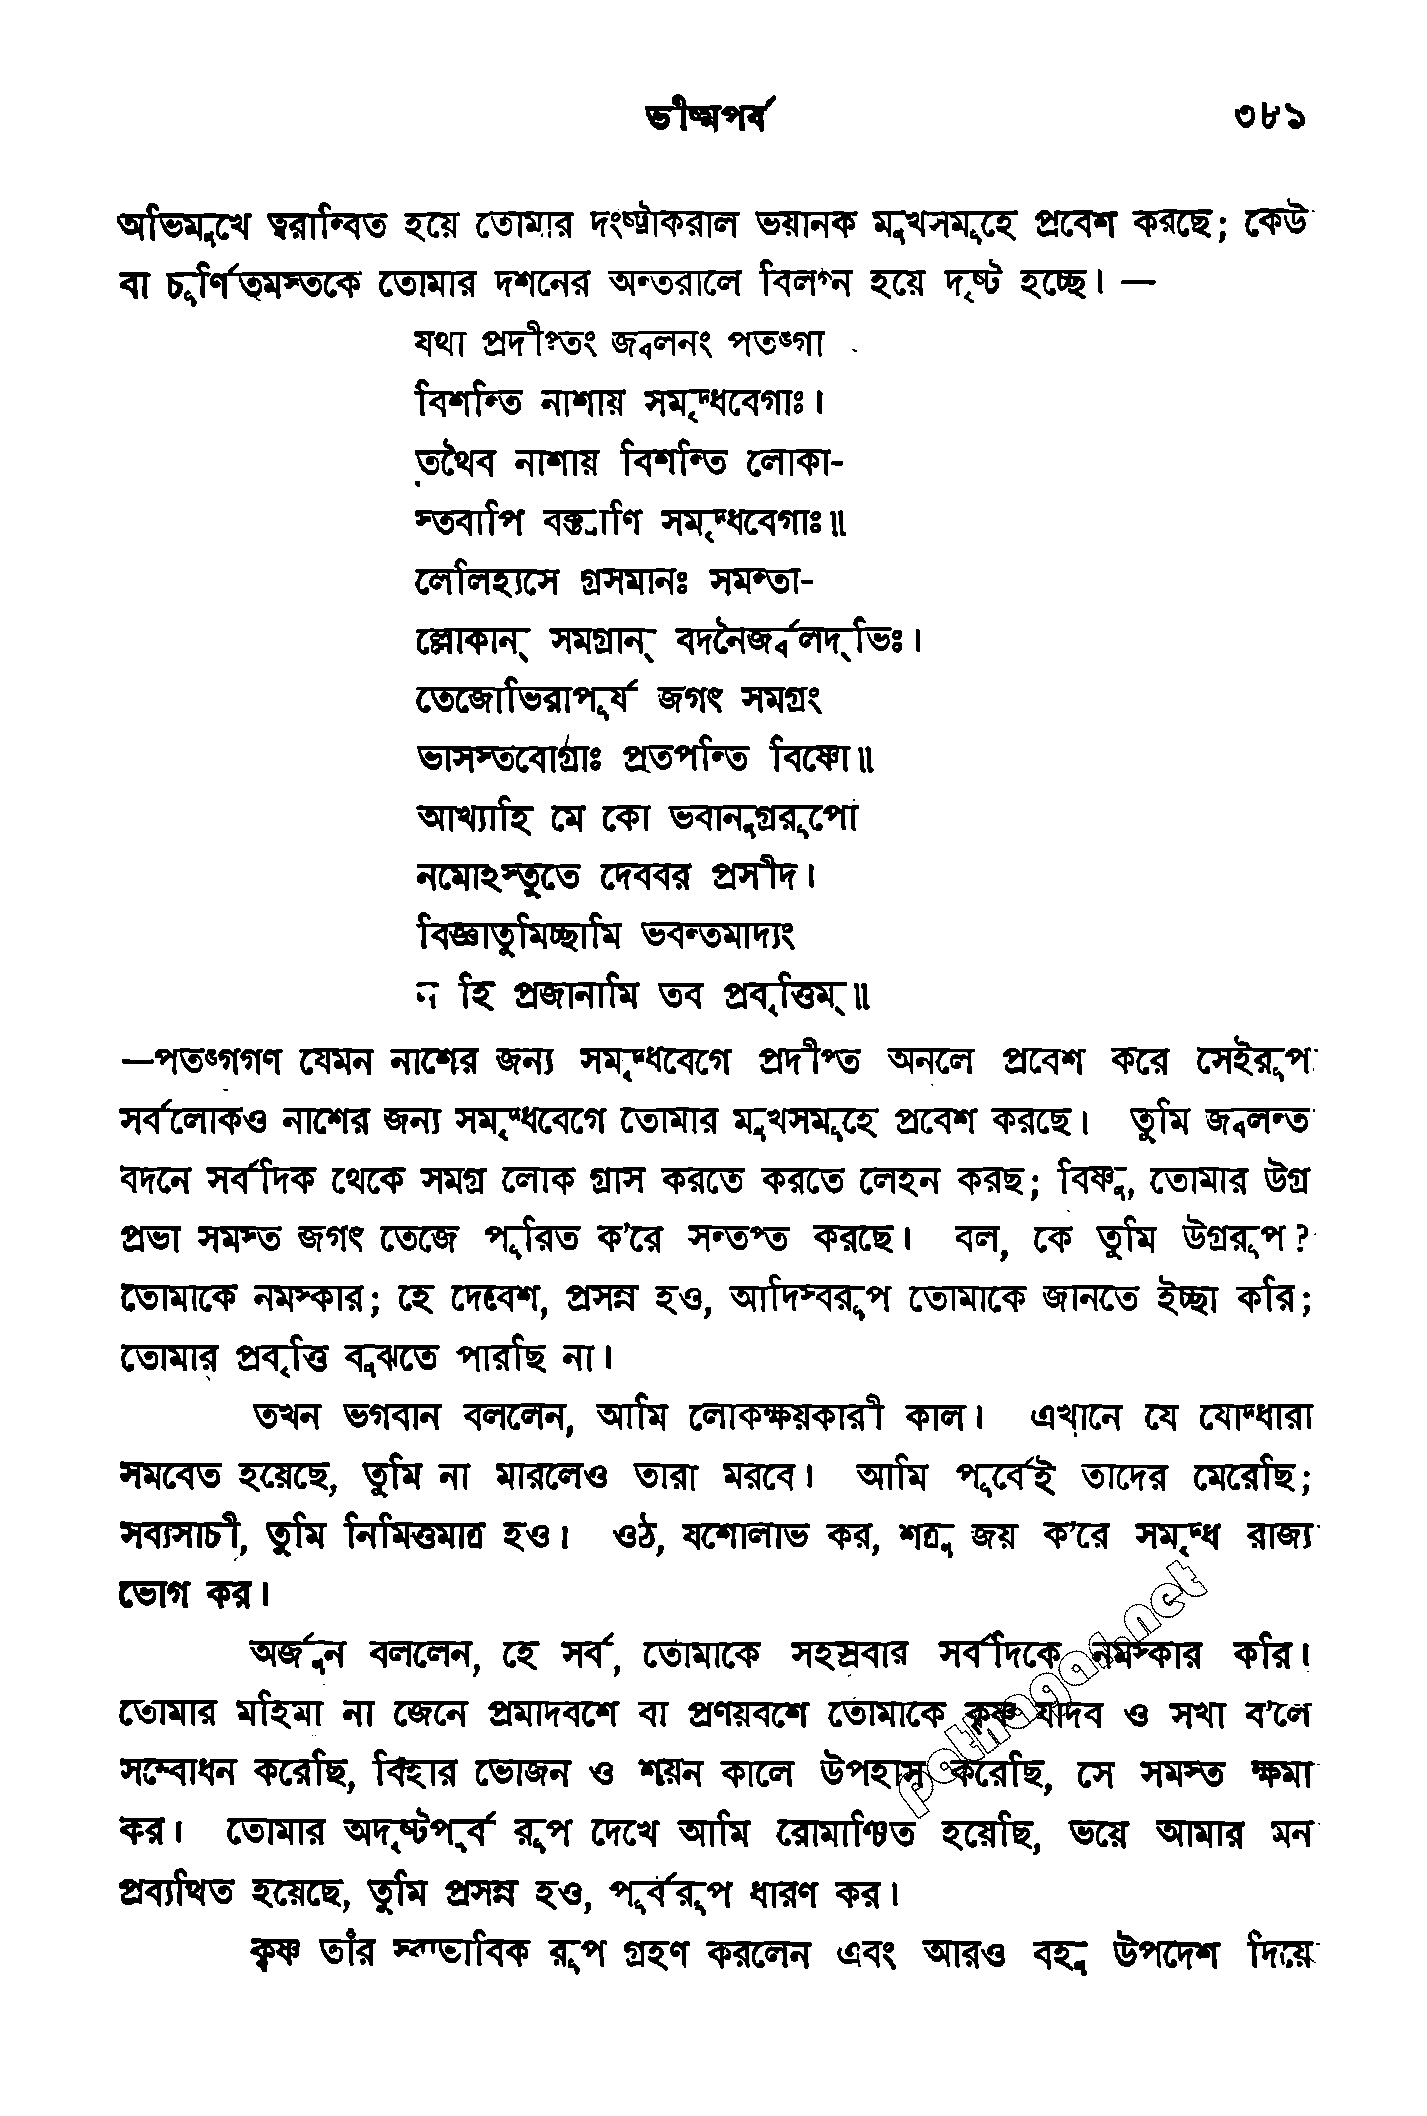 ভীষ্মপর্ব ৩৮১
অভিমুখে ত্বরান্বিত হয়ে তোমার দংষ্ট্রাকরাল ভয়ানক মুখসমূহে প্রবেশ করছে; কেউ
বা চূর্ণিতমস্তকে তোমার দশনের অন্তরালে বিলগ্ন হয়ে দৃষ্ট হচ্ছে। —
যথা প্রদীপ্তং জ্বলনং পতঙ্গা
বিশন্তি নাশায় সমৃদ্ধবেগাঃ।
তথৈব নাশায় বিশন্তি লোকা-
স্তবাপি বক্ত্রাণি সমৃদ্ধবেগাঃ॥
লেলিহ্যসে গ্রসমানঃ সমন্তা-
ল্লোকান্ সমগ্রান্ বদনৈর্জ্বলদ্‌ভিঃ।
তেজোভিরাপূর্য জগৎ সমগ্রং
ভাসস্তবোগ্রাঃ প্রতপন্তি বিষ্ণো॥
আখ্যাহি মে কো ভবানুগ্ররূপো
নমোঽস্তুতে দেববর প্রসীদ।
বিজ্ঞাতুমিচ্ছামি ভবন্তমাদ্যং
ন হি প্রজানামি তব প্রবৃত্তিম্॥
—পতঙ্গগণ যেমন নাশের জন্য সমৃদ্ধবেগে প্রদীপ্ত অনলে প্রবেশ করে সেইরূপ
সর্বলোকও নাশের জন্য সমৃদ্ধবেগে তোমার মুখসমূহে প্রবেশ করছে। তুমি জ্বলন্ত
বদনে সর্বদিক থেকে সমগ্র লোক গ্রাস করতে করতে লেহন করছ; বিষ্ণু, তোমার উগ্র
প্রভা সমস্ত জগৎ তেজে পূরিত ক’রে সন্তপ্ত করছে। বল, কে তুমি উগ্ররূপ?
তোমাকে নমস্কার; হে দেবেশ, প্রসন্ন হও, আদিস্বরূপ তোমাকে জানতে ইচ্ছা করি;
তোমার প্রবৃত্তি বুঝতে পারছি না।
তখন ভগবান বললেন, আমি লোকক্ষয়কারী কাল। এখানে যে যোদ্ধারা
সমবেত হয়েছে, তুমি না মারলেও তারা মরবে। আমি পূর্বেই তাদের মেরেছি;
সব্যসাচী, তুমি নিমিত্তমাত্র হও। ওঠ, যশোলাভ কর, শত্রু জয় ক’রে সমৃদ্ধ রাজ্য
ভোগ কর।
অর্জুন বললেন, হে সর্ব, তোমাকে সহস্রবার সর্বদিকে নমস্কার করি।
তোমার মহিমা না জেনে প্রমাদবশে বা প্রণয়বশে তোমাকে কৃষ্ণ যাদব ও সখা ব’লে
সম্বোধন করেছি, বিহার ভোজন ও শয়ন কালে উপহাস করেছি, সে সমস্ত ক্ষমা
কর। তোমার অদৃষ্টপূর্ব রূপ দেখে আমি রোমাঞ্চিত হয়েছি, ভয়ে আমার মন
প্রব্যথিত হয়েছে, তুমি প্রসন্ন হও, পূর্বরূপ ধারণ কর।
কৃষ্ণ তাঁর স্বাভাবিক রূপ গ্রহণ করলেন এবং আরও বহু উপদেশ দিয়ে
pathagar.net